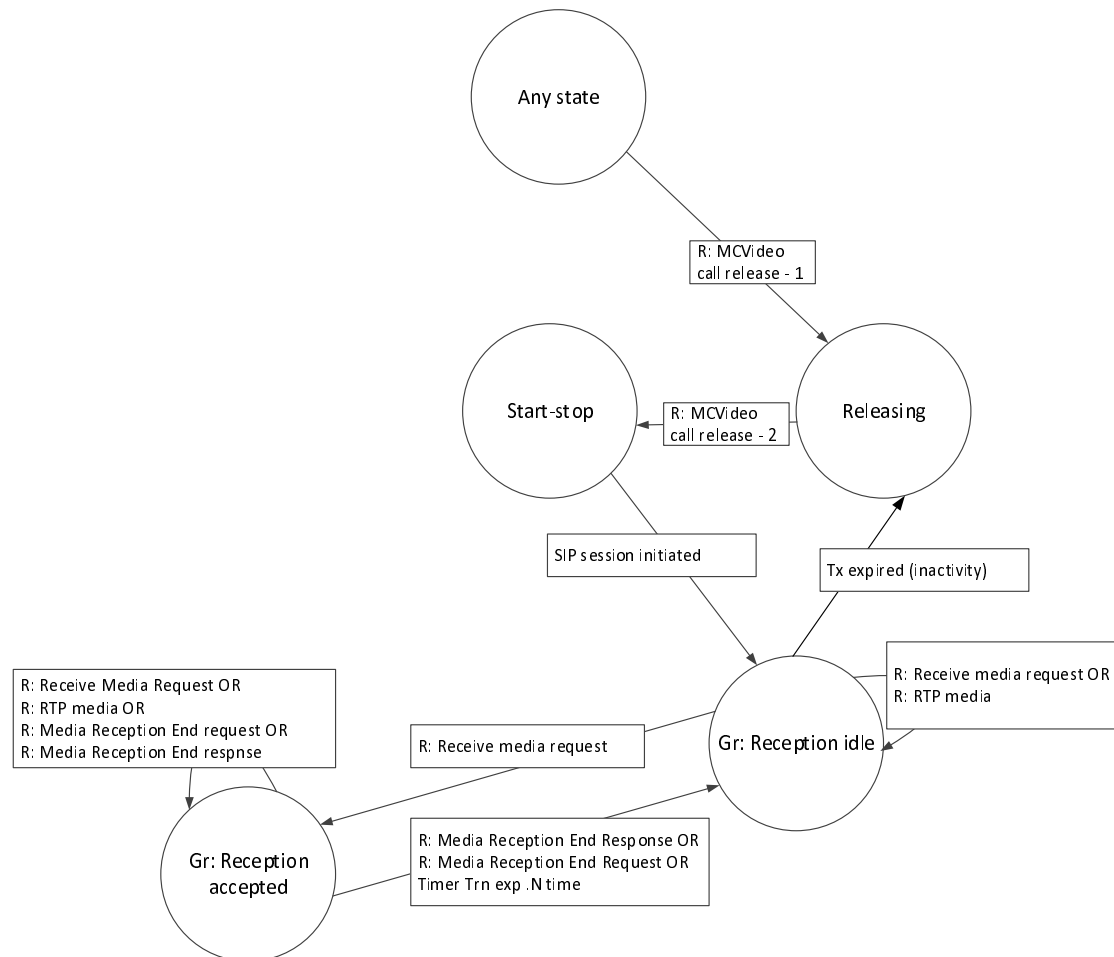 Any state
R: MCVideo
call release - 1
Start-stop
R: MCVideo
call release - 2
Releasing
SIP session initiated
Tx expired (inactivity)
R: Receive Media Request OR
R: RTP media OR
R: Media Reception End request OR
R: Media Reception End respnse
R: Receive media request
Gr: Reception idle
R: Receive media request OR
R: RTP media
Gr: Reception
accepted
R: Media Reception End Response OR
R: Media Reception End Request OR
Timer Trn exp .N time